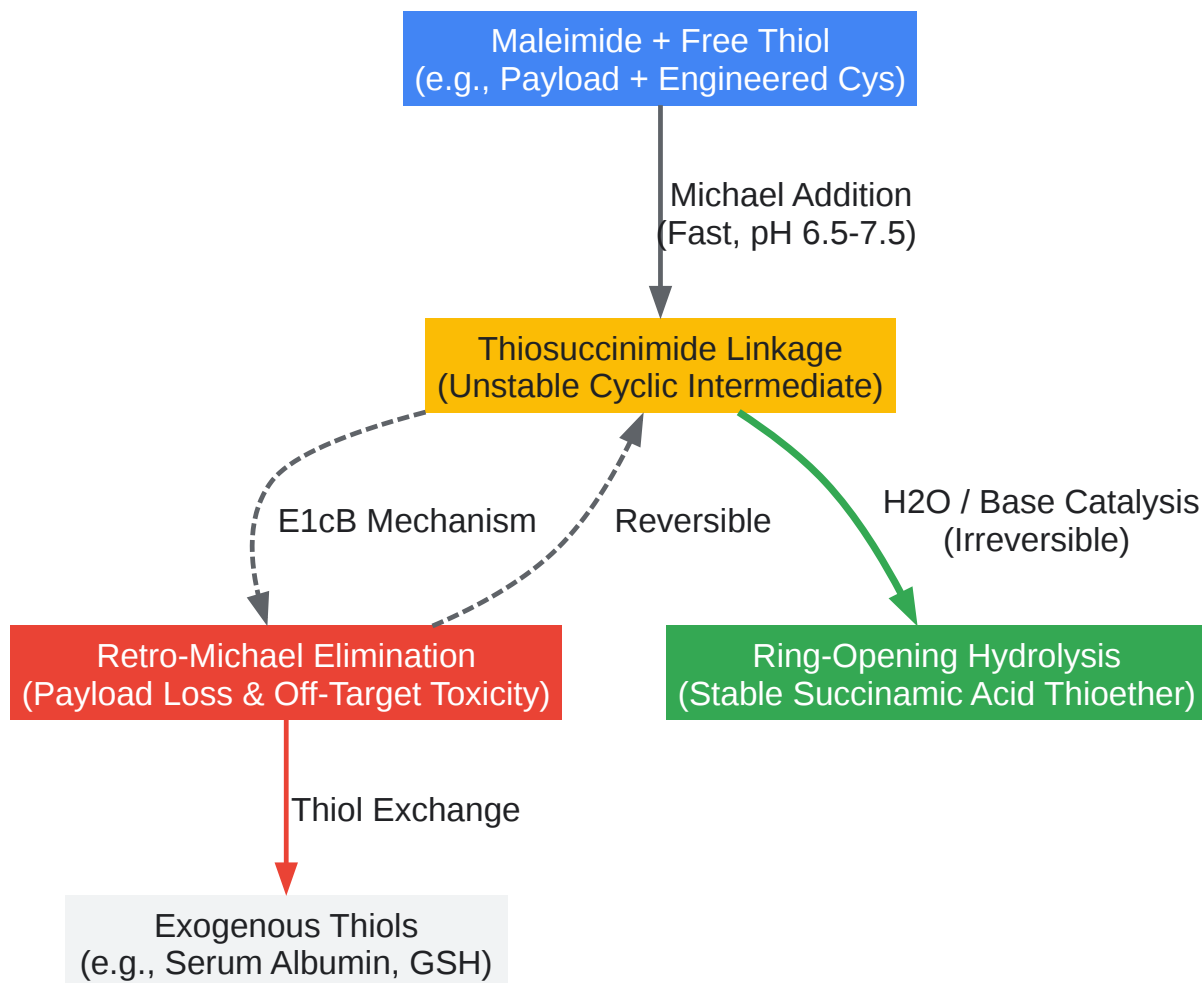 Maleimide + Free Thiol
(e.g., Payload + Engineered Cys)
Michael Addition
(Fast, pH 6.5-7.5)
Thiosuccinimide Linkage
(Unstable Cyclic Intermediate)
E1cB Mechanism
Reversible
H2O / Base Catalysis
(Irreversible)
Retro-Michael Elimination
(Payload Loss & Off-Target Toxicity)
Ring-Opening Hydrolysis
(Stable Succinamic Acid Thioether)
Thiol Exchange
Exogenous Thiols
(e.g., Serum Albumin, GSH)